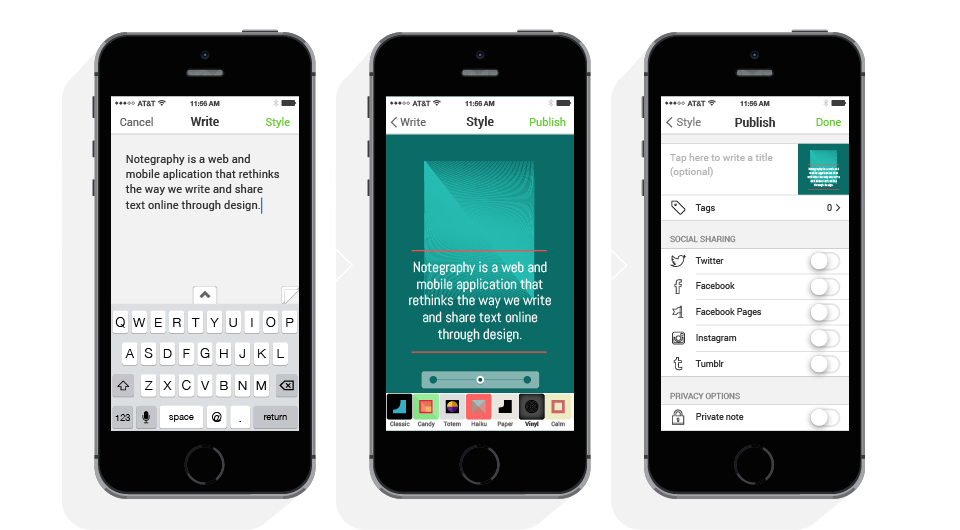 AT&T 11:56 AM
Cancel Write Style
Notegraphy is a web and
mobile aplication that rethinks
the way we write and share
text online through design.
Q W E R T Y U I O P
A S D F G H J K L
Z X C V B N M
123 space @ . return
AT&T 11:56 AM
Write Style Publish
Notegraphy is a web and
mobile application that
rethinks the way we write
and share text online
through design.
Classic Candy Totem Haiku Paper Vinyl Calm
AT&T 11:56 AM
Style Publish Done
Tap here to write a title
(optional)
Tags 0
SOCIAL SHARING
Twitter
Facebook
Facebook Pages
Instagram
Tumblr
PRIVACY OPTIONS
Private note